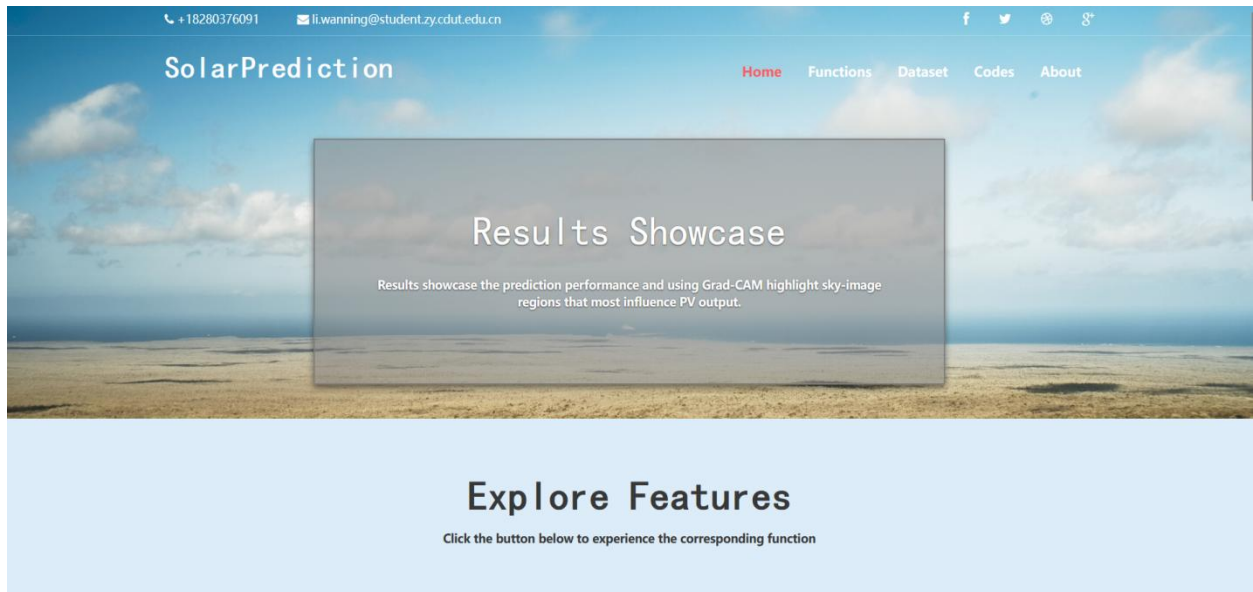 +18280376091 li.wanning@student.zy.cdut.edu.cn
SolarPrediction
Home Functions Dataset Codes About
Results Showcase
Results showcase the prediction performance and using Grad-CAM highlight sky-image
regions that most influence PV output.
Explore Features
Click the button below to experience the corresponding function